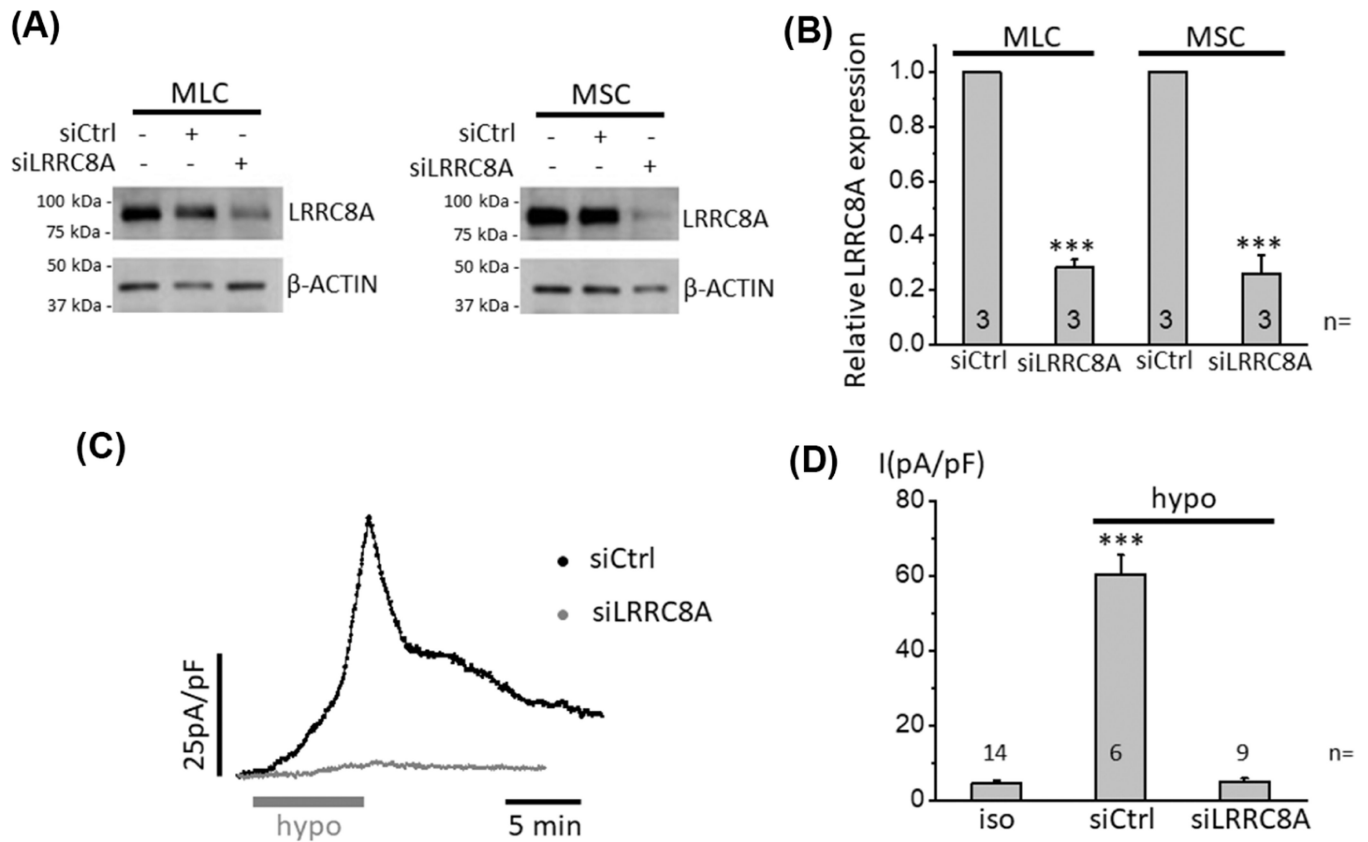 (A)
MLC
siCtrl - + -
siLRRC8A - - +
100 kDa -
LRRC8A
75 kDa -
50 kDa -
β-ACTIN
37 kDa -
MSC
siCtrl - + -
siLRRC8A - - +
100 kDa -
LRRC8A
75 kDa -
50 kDa -
β-ACTIN
37 kDa -
(B)
MLC MSC
Relative LRRC8A expression
1.0
0.8
0.6
0.4
0.2
0.0
*** ***
3 3 3 3 n=
siCtrl siLRRC8A siCtrl siLRRC8A
(C)
siCtrl
siLRRC8A
25pA/pF
hypo
5 min
(D)
I(pA/pF)
hypo
80
60
40
20
0
***
14 6 9 n=
iso siCtrl siLRRC8A